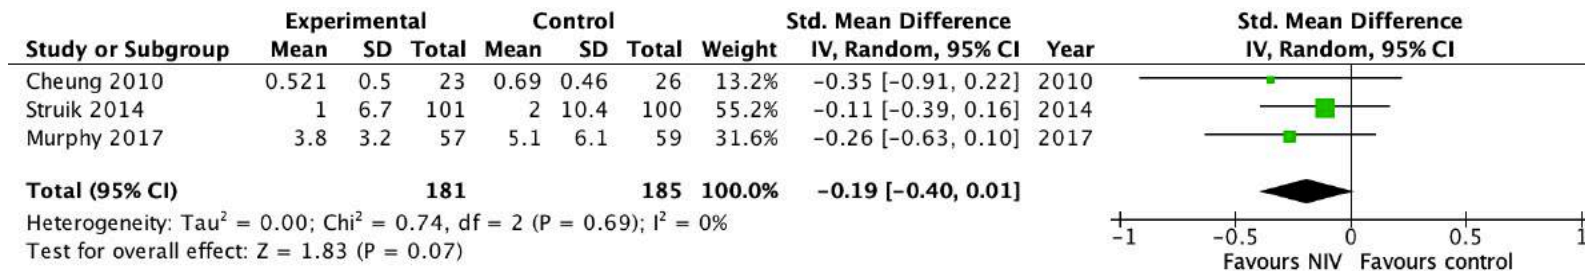 Experimental Control Std. Mean Difference Std. Mean Difference
Study or Subgroup Mean SD Total Mean SD Total Weight IV, Random, 95% CI Year IV, Random, 95% CI
Cheung 2010 0.521 0.5 23 0.69 0.46 26 13.2% −0.35 [−0.91, 0.22] 2010
Struik 2014 1 6.7 101 2 10.4 100 55.2% −0.11 [−0.39, 0.16] 2014
Murphy 2017 3.8 3.2 57 5.1 6.1 59 31.6% −0.26 [−0.63, 0.10] 2017
Total (95% CI) 181 185 100.0% −0.19 [−0.40, 0.01]
Heterogeneity: Tau² = 0.00; Chi² = 0.74, df = 2 (P = 0.69); I² = 0%
Test for overall effect: Z = 1.83 (P = 0.07)
−1 −0.5 0 0.5 1
Favours NIV Favours control